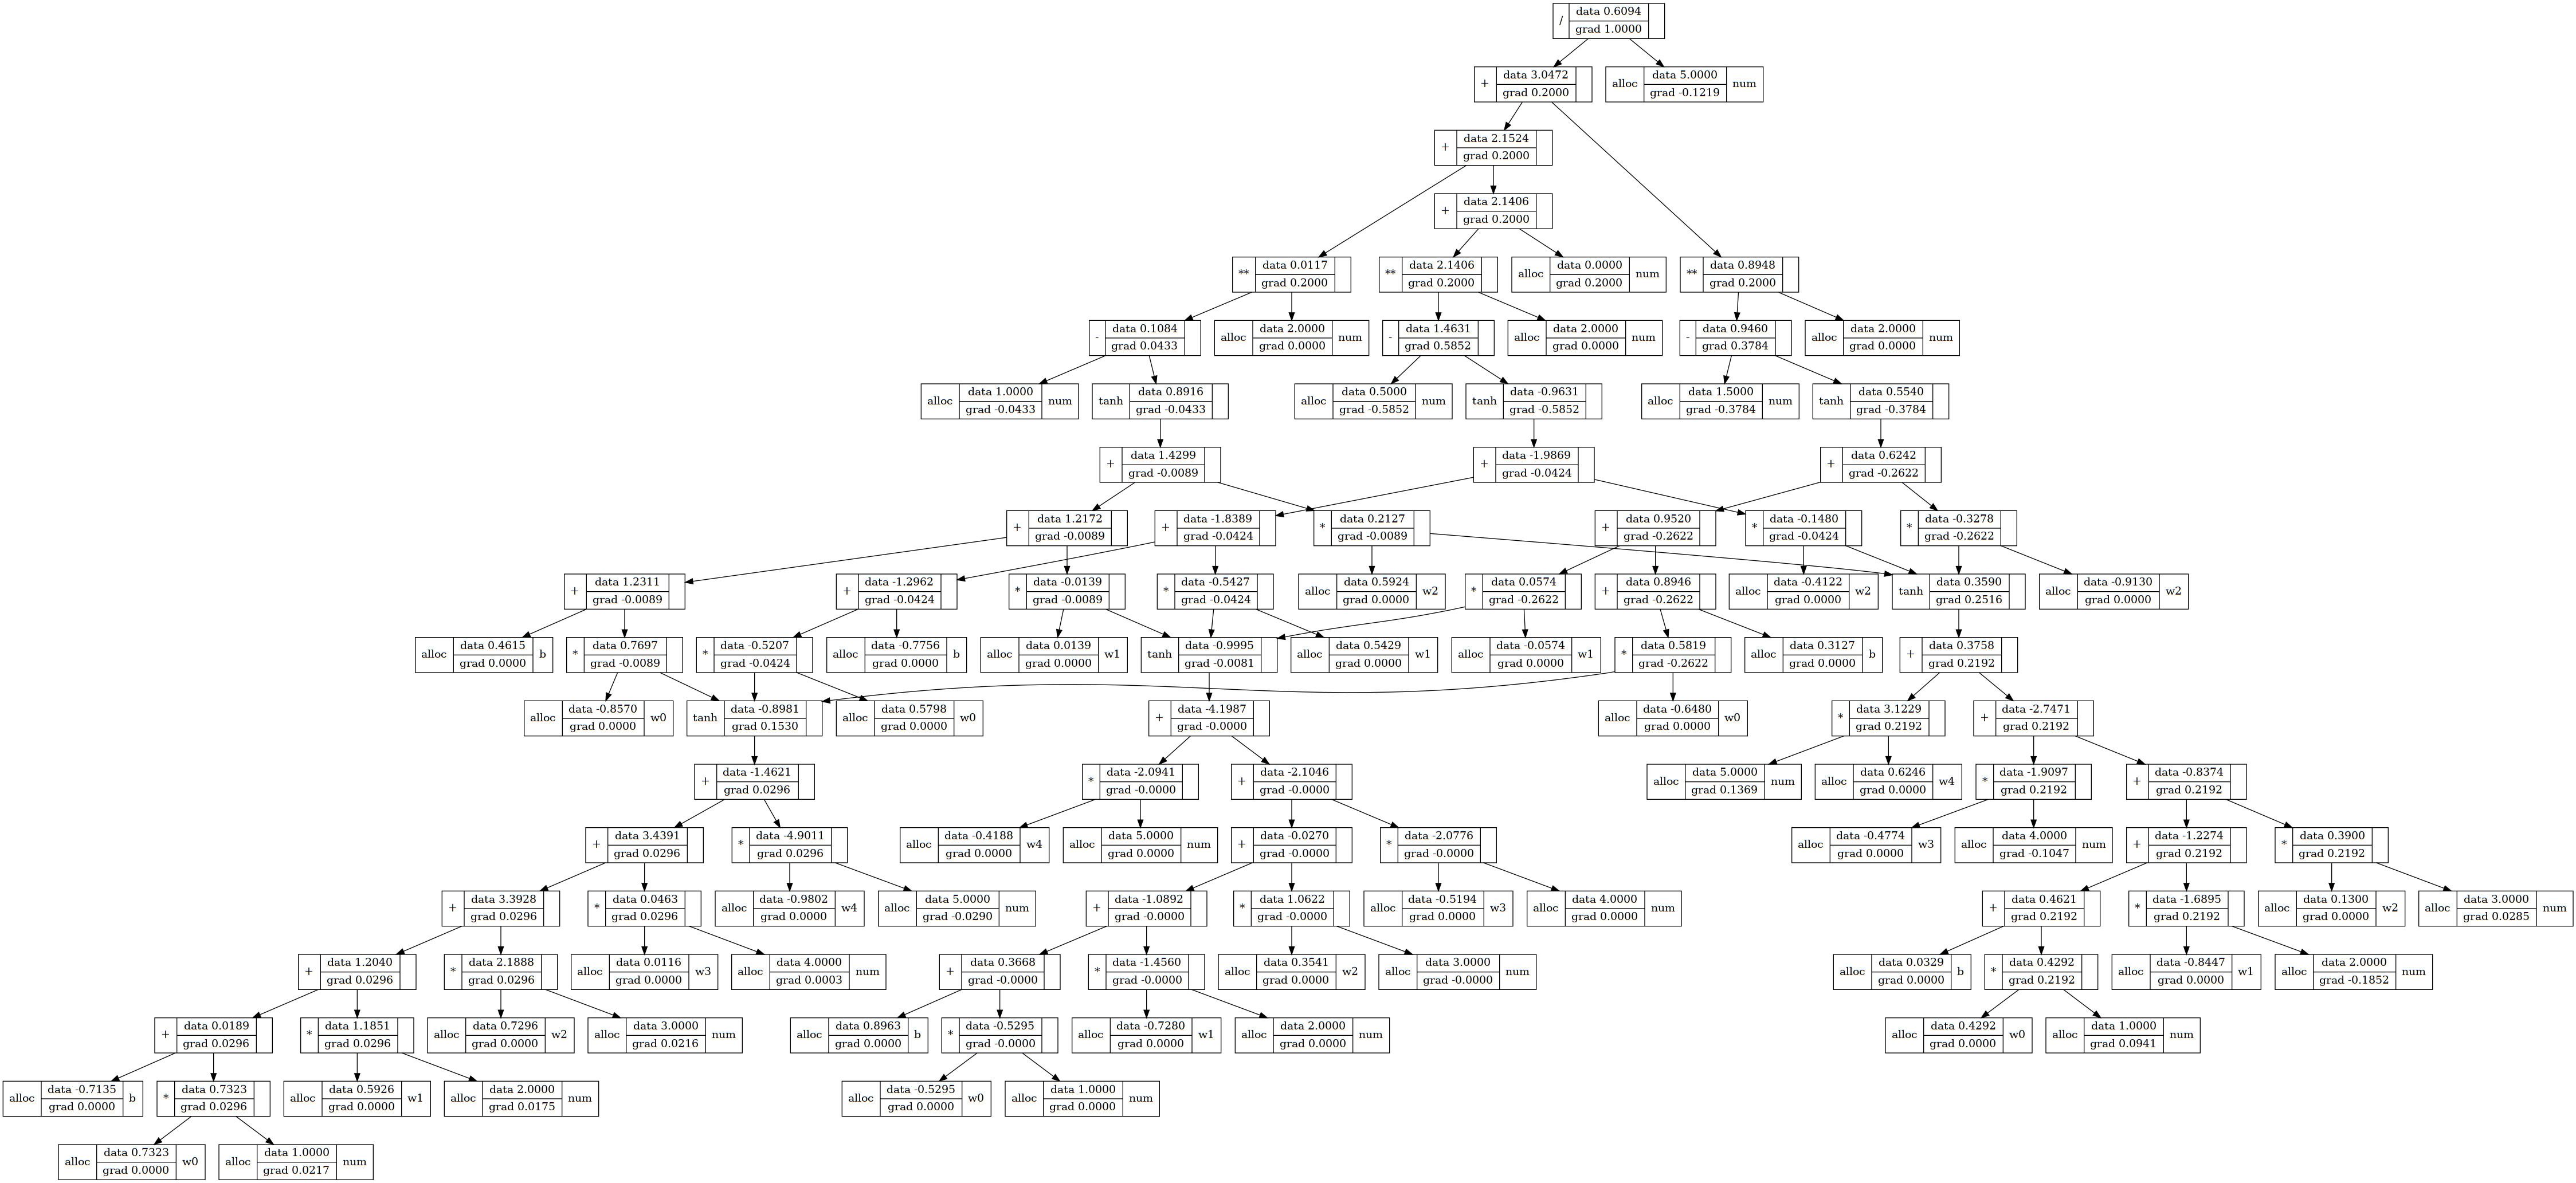 / data 0.6094
grad 1.0000
+ data 3.0472
grad 0.2000
alloc data 5.0000 num
grad -0.1219
+ data 2.1524
grad 0.2000
+ data 2.1406
grad 0.2000
** data 0.0117
grad 0.2000
** data 2.1406
grad 0.2000
alloc data 0.0000 num
grad 0.2000
** data 0.8948
grad 0.2000
- data 0.1084
grad 0.0433
alloc data 2.0000 num
grad 0.0000
- data 1.4631
grad 0.5852
alloc data 2.0000 num
grad 0.0000
- data 0.9460
grad 0.3784
alloc data 2.0000 num
grad 0.0000
alloc data 1.0000 num
grad -0.0433
tanh data 0.8916
grad -0.0433
alloc data 0.5000 num
grad -0.5852
tanh data -0.9631
grad -0.5852
alloc data 1.5000 num
grad -0.3784
tanh data 0.5540
grad -0.3784
+ data 1.4299
grad -0.0089
+ data -1.9869
grad -0.0424
+ data 0.6242
grad -0.2622
+ data 1.2172
grad -0.0089
+ data -1.8389
grad -0.0424
* data 0.2127
grad -0.0089
+ data 0.9520
grad -0.2622
* data -0.1480
grad -0.0424
* data -0.3278
grad -0.2622
+ data 1.2311
grad -0.0089
+ data -1.2962
grad -0.0424
* data -0.0139
grad -0.0089
* data -0.5427
grad -0.0424
alloc data 0.5924 w2
grad 0.0000
* data 0.0574
grad -0.2622
+ data 0.8946
grad -0.2622
alloc data -0.4122 w2
grad 0.0000
tanh data 0.3590
grad 0.2516
alloc data -0.9130 w2
grad 0.0000
alloc data 0.4615 b
grad 0.0000
* data 0.7697
grad -0.0089
* data -0.5207
grad -0.0424
alloc data -0.7756 b
grad 0.0000
alloc data 0.0139 w1
grad 0.0000
tanh data -0.9995
grad -0.0081
alloc data 0.5429 w1
grad 0.0000
alloc data -0.0574 w1
grad 0.0000
* data 0.5819
grad -0.2622
alloc data 0.3127 b
grad 0.0000
+ data 0.3758
grad 0.2192
alloc data -0.8570 w0
grad 0.0000
tanh data -0.8981
grad 0.1530
alloc data 0.5798 w0
grad 0.0000
+ data -4.1987
grad -0.0000
alloc data -0.6480 w0
grad 0.0000
* data 3.1229
grad 0.2192
+ data -2.7471
grad 0.2192
+ data -1.4621
grad 0.0296
* data -2.0941
grad -0.0000
+ data -2.1046
grad -0.0000
alloc data 5.0000 num
grad 0.1369
alloc data 0.6246 w4
grad 0.0000
* data -1.9097
grad 0.2192
+ data -0.8374
grad 0.2192
+ data 3.4391
grad 0.0296
* data -4.9011
grad 0.0296
alloc data -0.4188 w4
grad 0.0000
alloc data 5.0000 num
grad 0.0000
+ data -0.0270
grad -0.0000
* data -2.0776
grad -0.0000
alloc data -0.4774 w3
grad 0.0000
alloc data 4.0000 num
grad -0.1047
+ data -1.2274
grad 0.2192
* data 0.3900
grad 0.2192
+ data 3.3928
grad 0.0296
* data 0.0463
grad 0.0296
alloc data -0.9802 w4
grad 0.0000
alloc data 5.0000 num
grad -0.0290
+ data -1.0892
grad -0.0000
* data 1.0622
grad -0.0000
alloc data -0.5194 w3
grad 0.0000
alloc data 4.0000 num
grad 0.0000
+ data 0.4621
grad 0.2192
* data -1.6895
grad 0.2192
alloc data 0.1300 w2
grad 0.0000
alloc data 3.0000 num
grad 0.0285
+ data 1.2040
grad 0.0296
* data 2.1888
grad 0.0296
alloc data 0.0116 w3
grad 0.0000
alloc data 4.0000 num
grad 0.0003
+ data 0.3668
grad -0.0000
* data -1.4560
grad -0.0000
alloc data 0.3541 w2
grad 0.0000
alloc data 3.0000 num
grad -0.0000
alloc data 0.0329 b
grad 0.0000
* data 0.4292
grad 0.2192
alloc data -0.8447 w1
grad 0.0000
alloc data 2.0000 num
grad -0.1852
+ data 0.0189
grad 0.0296
* data 1.1851
grad 0.0296
alloc data 0.7296 w2
grad 0.0000
alloc data 3.0000 num
grad 0.0216
alloc data 0.8963 b
grad 0.0000
* data -0.5295
grad -0.0000
alloc data -0.7280 w1
grad 0.0000
alloc data 2.0000 num
grad 0.0000
alloc data 0.4292 w0
grad 0.0000
alloc data 1.0000 num
grad 0.0941
alloc data -0.7135 b
grad 0.0000
* data 0.7323
grad 0.0296
alloc data 0.5926 w1
grad 0.0000
alloc data 2.0000 num
grad 0.0175
alloc data -0.5295 w0
grad 0.0000
alloc data 1.0000 num
grad 0.0000
alloc data 0.7323 w0
grad 0.0000
alloc data 1.0000 num
grad 0.0217